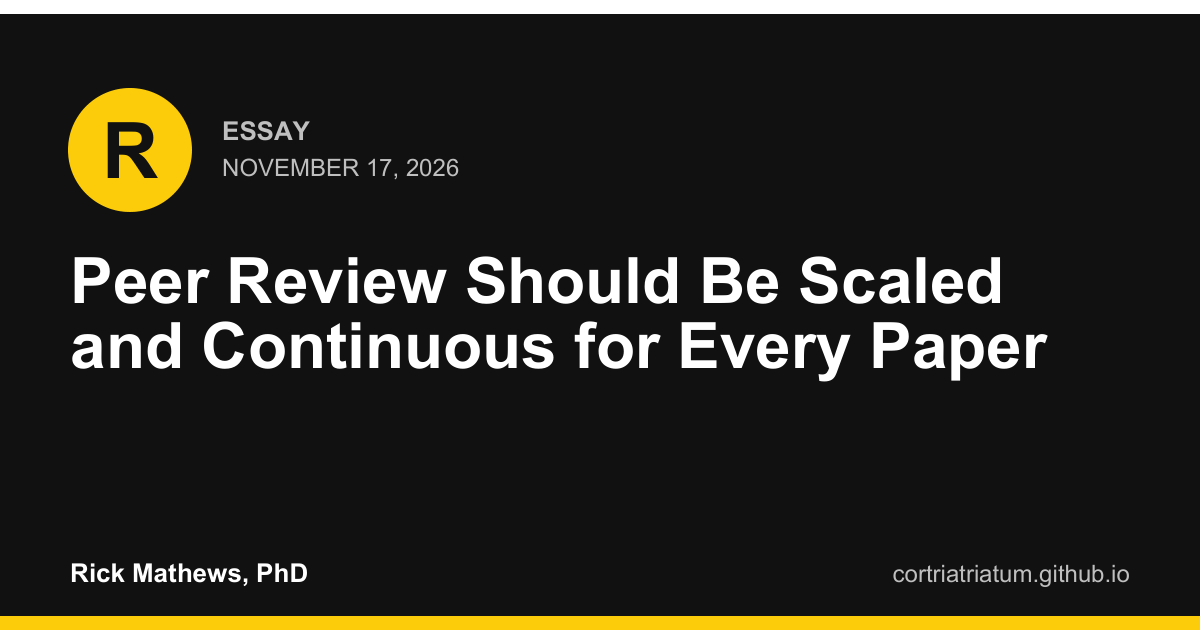 R
ESSAY
NOVEMBER 17, 2026
Peer Review Should Be Scaled
and Continuous for Every Paper
Rick Mathews, PhD
cortriatriatum.github.io